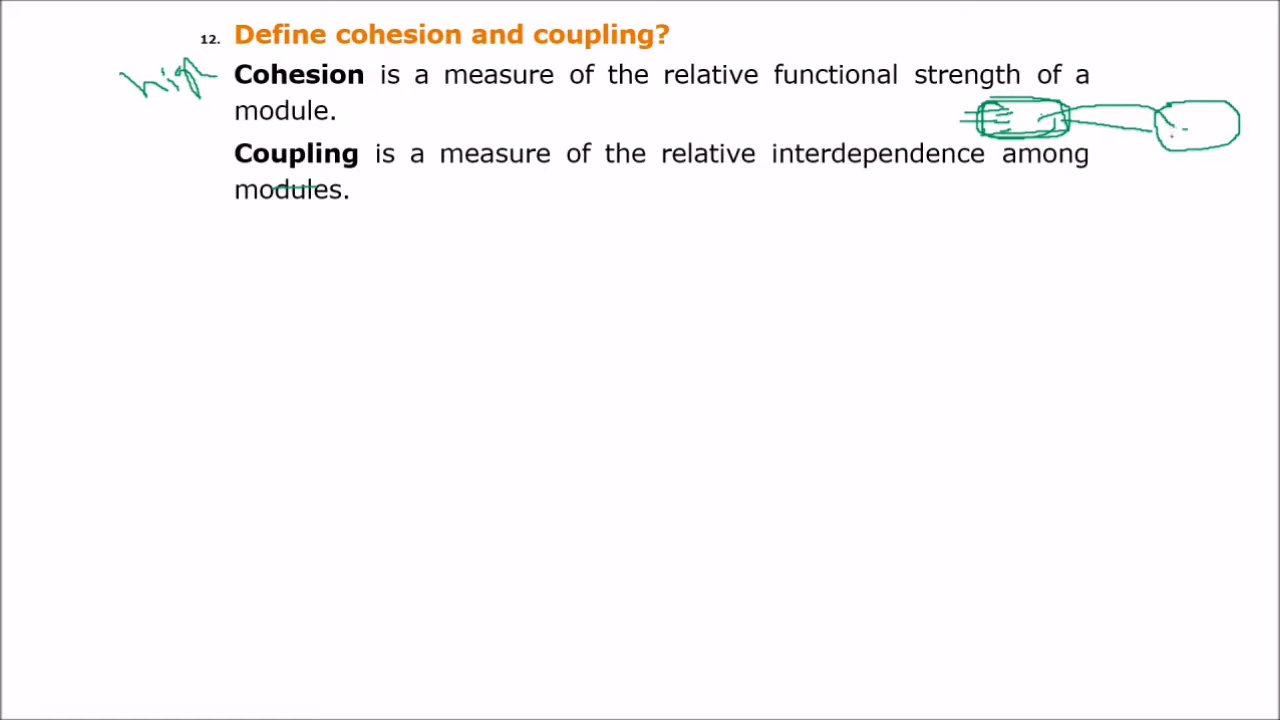 12. Define cohesion and coupling?
high
Cohesion is a measure of the relative functional strength of a
module.
Coupling is a measure of the relative interdependence among
modules.